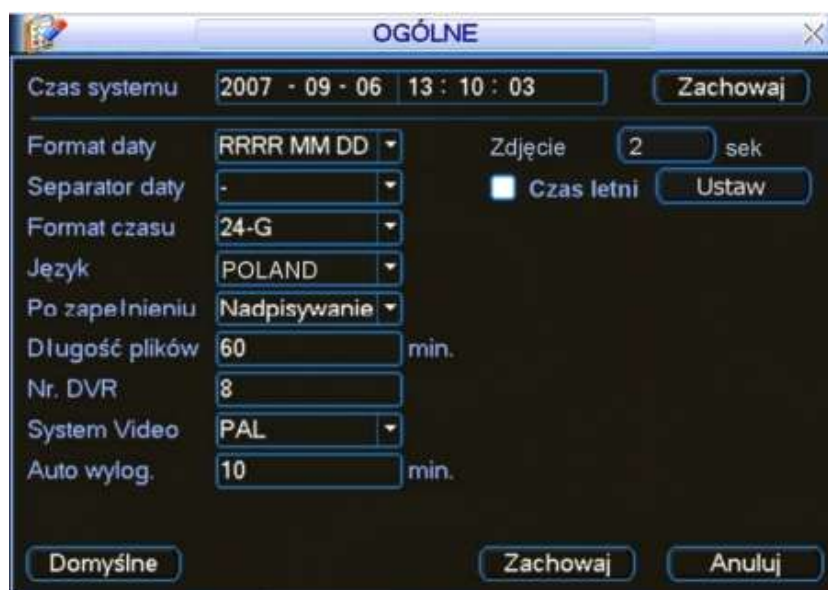 OGÓLNE
Czas systemu 2007 - 09 - 06 13 : 10 : 03 Zachowaj
Format daty RRRR MM DD Zdjęcie 2 sek
Separator daty - Czas letni Ustaw
Format czasu 24-G
Język POLAND
Po zapełnieniu Nadpisywanie
Długość plików 60 min.
Nr. DVR 8
System Video PAL
Auto wylog. 10 min.
Domyślne Zachowaj Anuluj